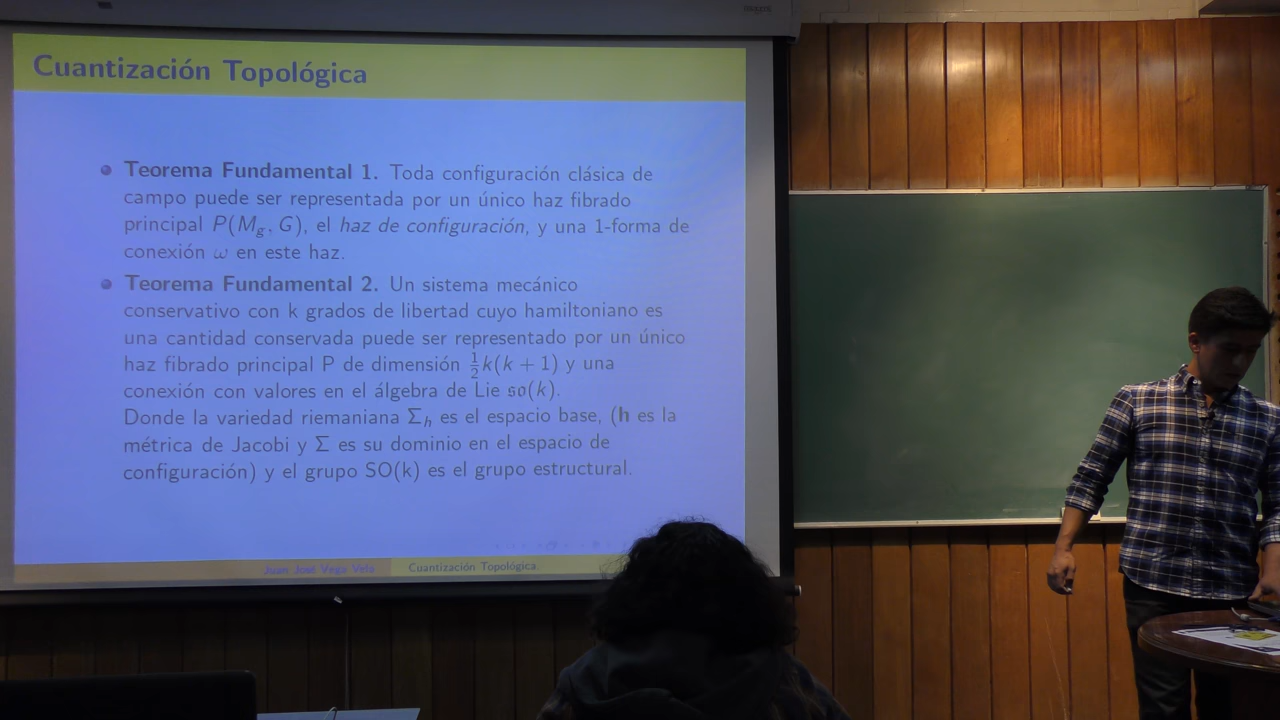 Cuantización Topológica
Teorema Fundamental 1. Toda configuración clásica de
campo puede ser representada por un único haz fibrado
principal P(M_g, G), el haz de configuración, y una 1-forma de
conexión ω en este haz.
Teorema Fundamental 2. Un sistema mecánico
conservativo con k grados de libertad cuyo hamiltoniano es
una cantidad conservada puede ser representado por un único
haz fibrado principal P de dimensión ½k(k + 1) y una
conexión con valores en el álgebra de Lie 𝔰𝔬(k).
Donde la variedad riemaniana Σ_h es el espacio base, (h es la
métrica de Jacobi y Σ es su dominio en el espacio de
configuración) y el grupo SO(k) es el grupo estructural.
Juan José Vega Vela Cuantización Topológica.